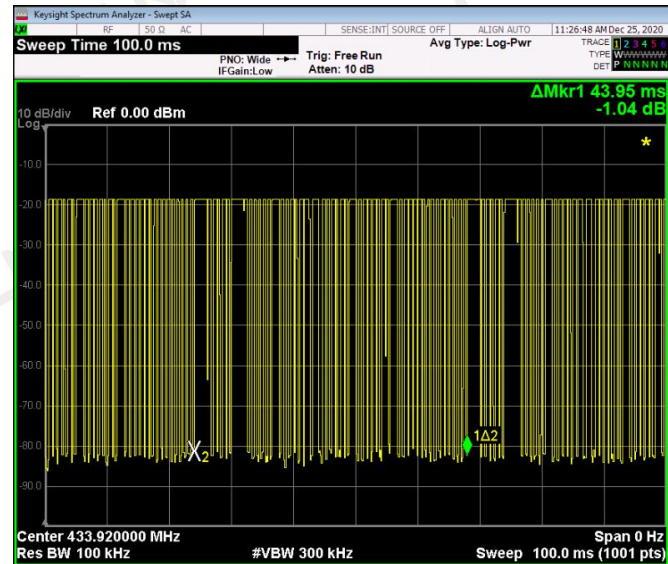 Keysight Spectrum Analyzer - Swept SA
RF 50 Ω AC SENSE:INT SOURCE OFF ALIGN AUTO 11:26:48 AM Dec 25, 2020
Sweep Time 100.0 ms
PNO: Wide
IFGain:Low
Trig: Free Run
Atten: 10 dB
Avg Type: Log-Pwr
TRACE 1 2 3 4 5 6
TYPE W
DET P N N N N N
ΔMkr1 43.95 ms
-1.04 dB
10 dB/div Ref 0.00 dBm
Log
-10.0
-20.0
-30.0
-40.0
-50.0
-60.0
-70.0
-80.0
-90.0
X2
1Δ2
*
Center 433.920000 MHz Span 0 Hz
Res BW 100 kHz #VBW 300 kHz Sweep 100.0 ms (1001 pts)